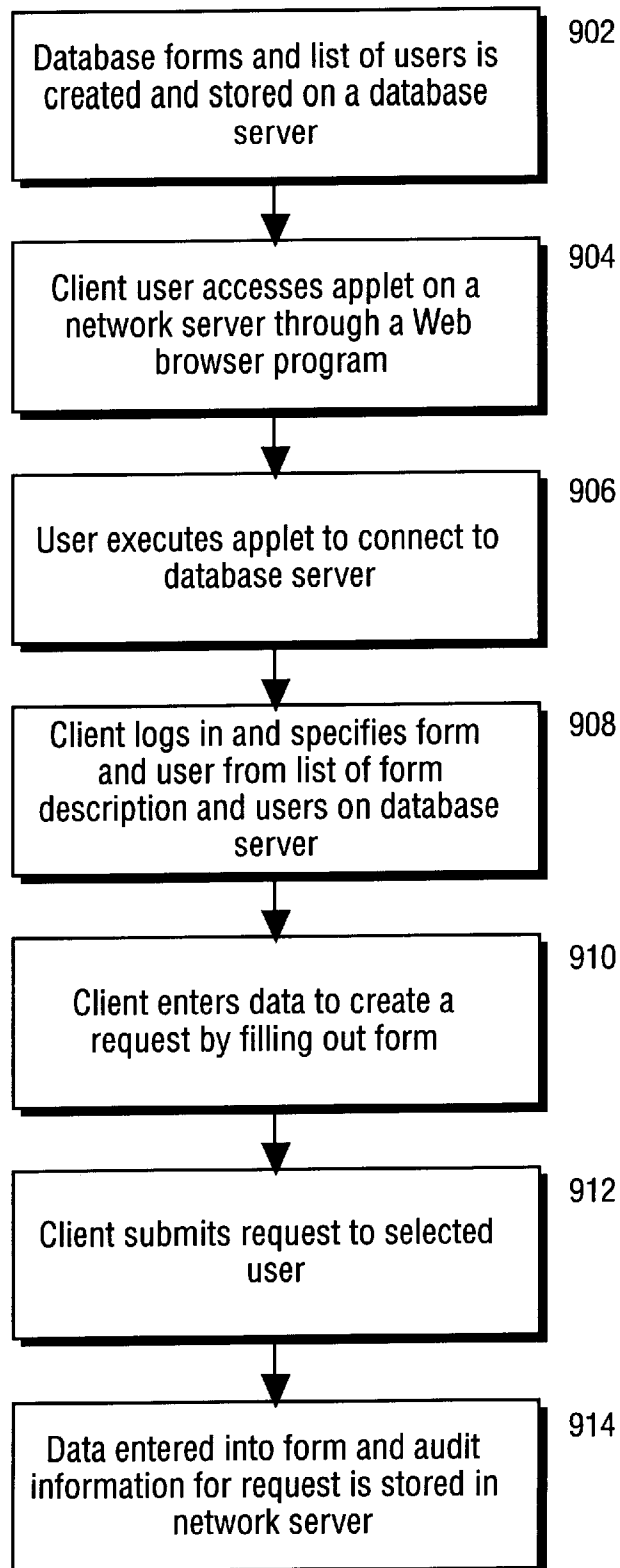 902
Database forms and list of users is
created and stored on a database
server
904
Client user accesses applet on a
network server through a Web
browser program
906
User executes applet to connect to
database server
908
Client logs in and specifies form
and user from list of form
description and users on database
server
910
Client enters data to create a
request by filling out form
912
Client submits request to selected
user
914
Data entered into form and audit
information for request is stored in
network server